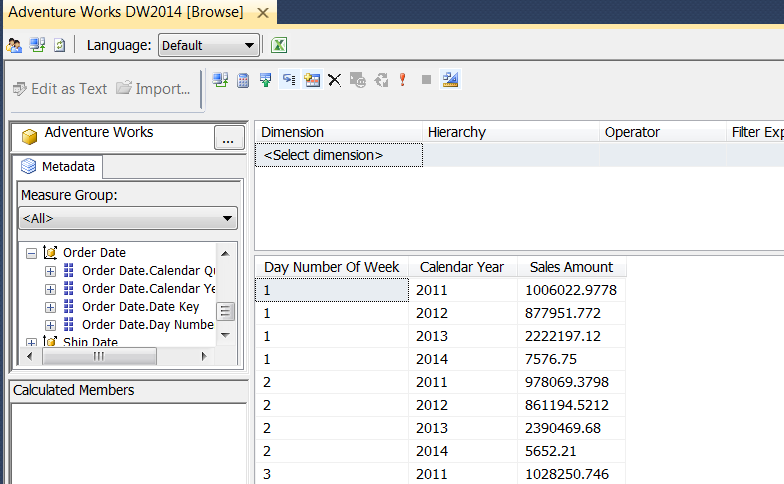 Adventure Works DW2014 [Browse]
Language: Default
Edit as Text Import...
Adventure Works ...
Metadata
Measure Group:
<All>
Order Date
Order Date.Calendar Qu
Order Date.Calendar Ye
Order Date.Date Key
Order Date.Day Numbe
Ship Date
Calculated Members
Dimension Hierarchy Operator Filter Exp
<Select dimension>
Day Number Of Week Calendar Year Sales Amount
1 2011 1006022.9778
1 2012 877951.772
1 2013 2222197.12
1 2014 7576.75
2 2011 978069.3798
2 2012 861194.5212
2 2013 2390469.68
2 2014 5652.21
3 2011 1028250.746